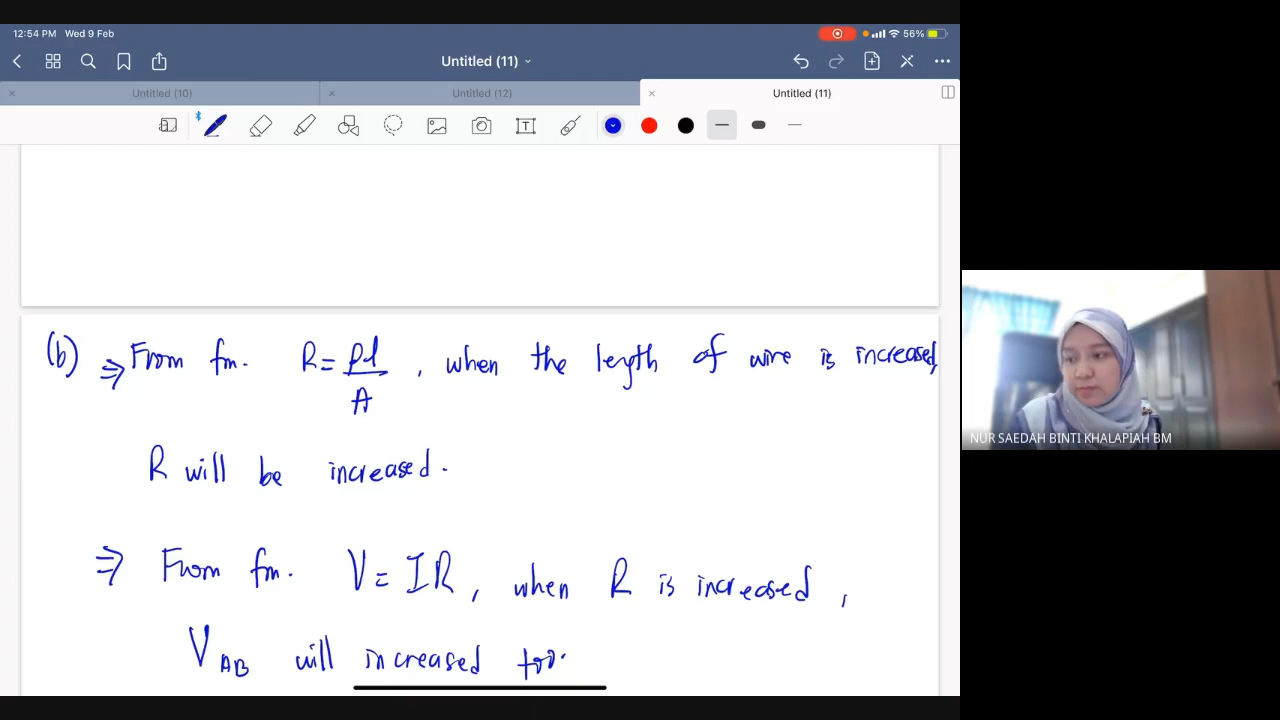 12:54 PM Wed 9 Feb
56%
Untitled (11)
Untitled (10)
Untitled (12)
Untitled (11)
T
(b) ⇒ From fm. R = ρl/A , when the length of wire is increased,
R will be increased.
⇒ From fm. V = IR, when R is increased,
V_AB will increased too.
NUR SAEDAH BINTI KHALAPIAH BM